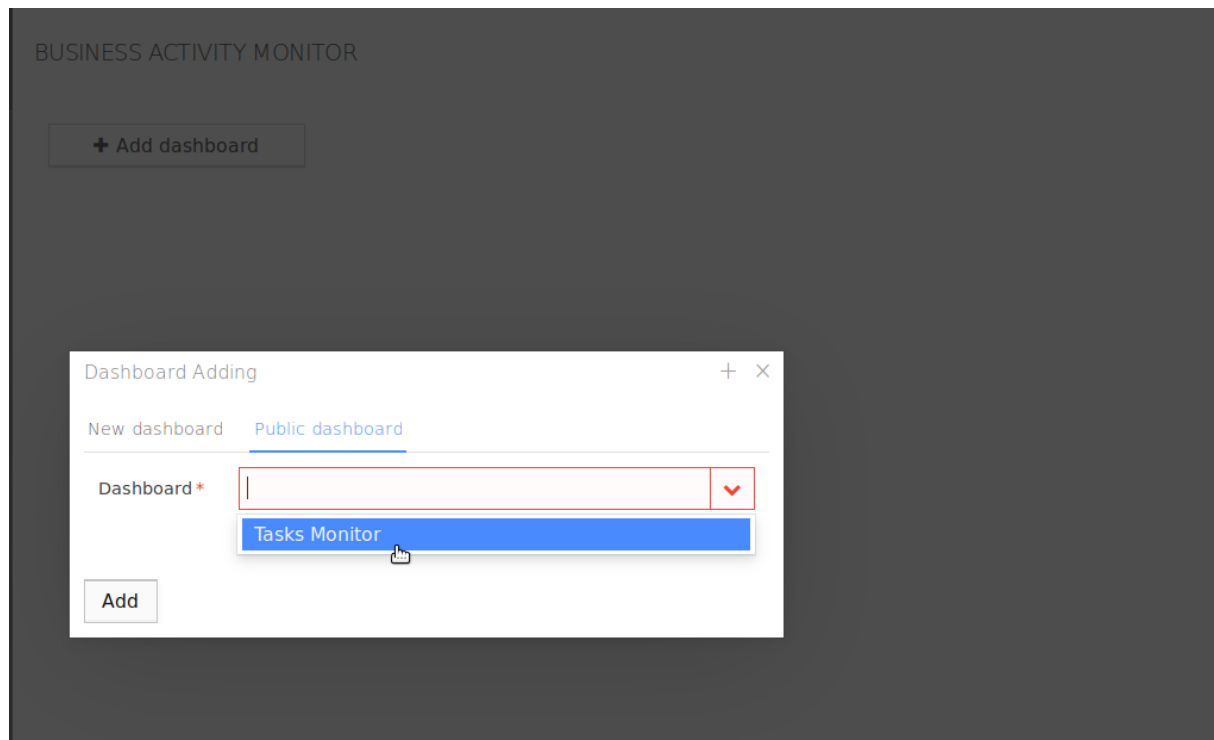 BUSINESS ACTIVITY MONITOR
+ Add dashboard
Dashboard Adding
New dashboard Public dashboard
Dashboard *
Tasks Monitor
Add